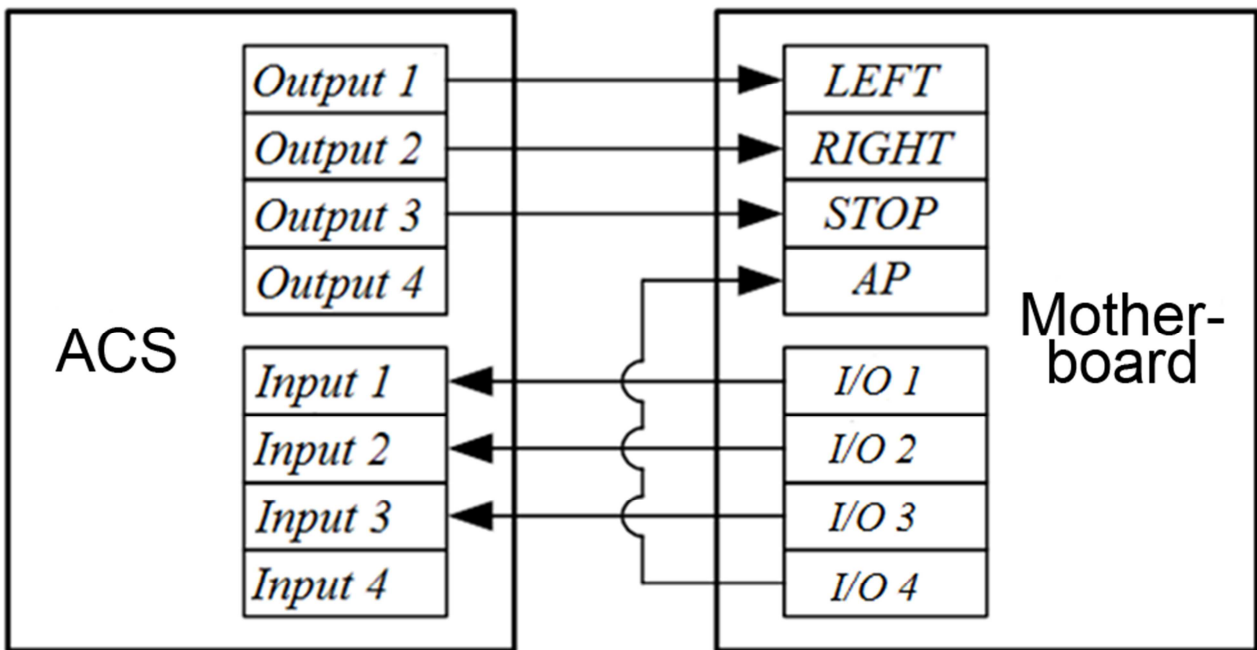 ACS
Output 1
Output 2
Output 3
Output 4
Input 1
Input 2
Input 3
Input 4
LEFT
RIGHT
STOP
AP
I/O 1
I/O 2
I/O 3
I/O 4
Mother-
board